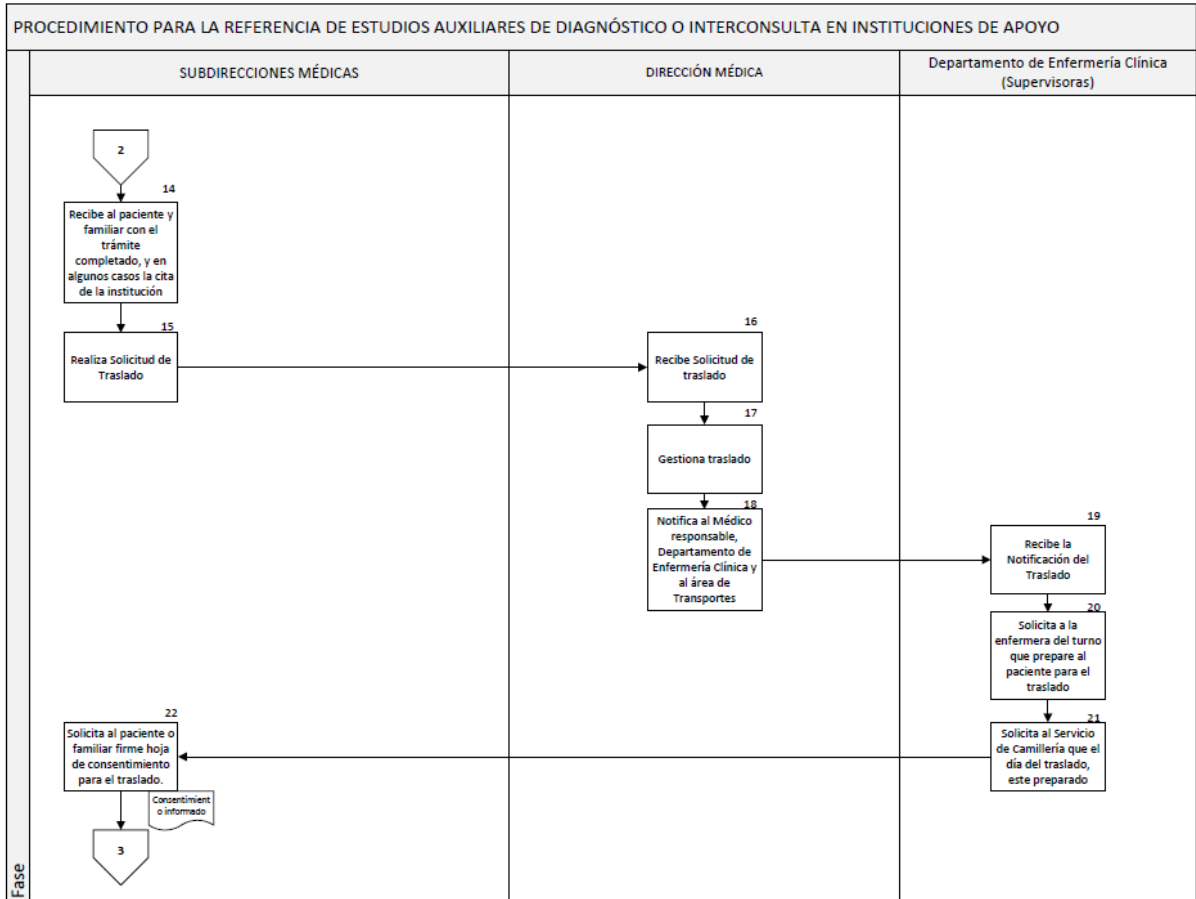 PROCEDIMIENTO PARA LA REFERENCIA DE ESTUDIOS AUXILIARES DE DIAGNÓSTICO O INTERCONSULTA EN INSTITUCIONES DE APOYO
SUBDIRECCIONES MÉDICAS
DIRECCIÓN MÉDICA
Departamento de Enfermería Clínica
(Supervisoras)
2
14
Recibe al paciente y
familiar con el
trámite
completado, y en
algunos casos la cita
de la institución
15
Realiza Solicitud de
Traslado
16
Recibe Solicitud de
traslado
17
Gestiona traslado
18
Notifica al Médico
responsable,
Departamento de
Enfermería Clínica y
al área de
Transportes
19
Recibe la
Notificación del
Traslado
20
Solicita a la
enfermera del turno
que prepare al
paciente para el
traslado
21
Solicita al Servicio
de Camillería que el
día del traslado,
este preparado
22
Solicita al paciente o
familiar firme hoja
de consentimiento
para el traslado.
Consentimient
o informado
3
Fase